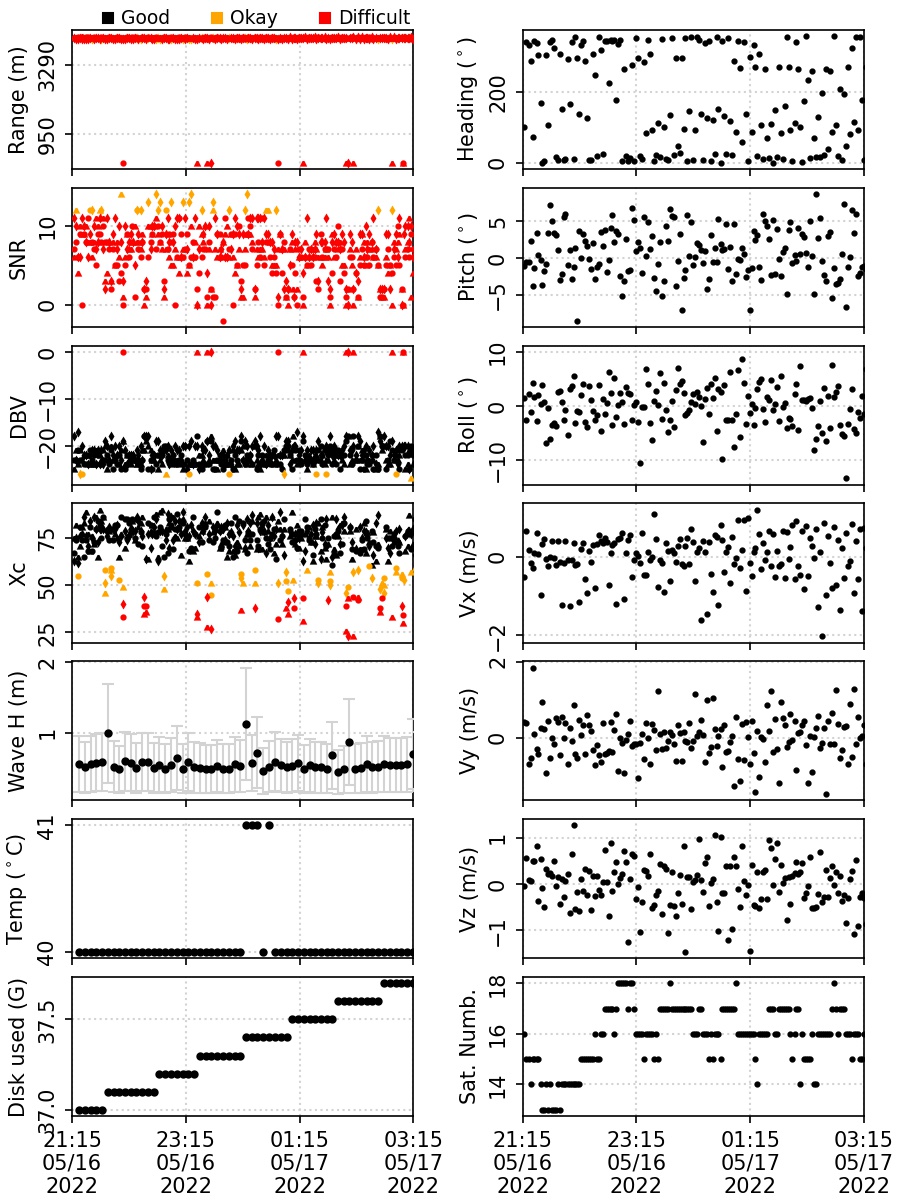 Good Okay Difficult
Range (m)
3290
950
Heading (°)
200
0
SNR
10
0
Pitch (°)
5
0
−5
DBV
0
−10
−20
Roll (°)
10
0
−10
Xc
75
50
25
Vx (m/s)
0
−2
Wave H (m)
2
1
Vy (m/s)
2
0
Temp (°C)
41
40
Vz (m/s)
1
0
−1
Disk used (G)
37.5
37.0
Sat. Numb.
18
16
14
21:15 23:15 01:15 03:15
05/16 05/16 05/17 05/17
2022 2022 2022 2022
21:15 23:15 01:15 03:15
05/16 05/16 05/17 05/17
2022 2022 2022 2022